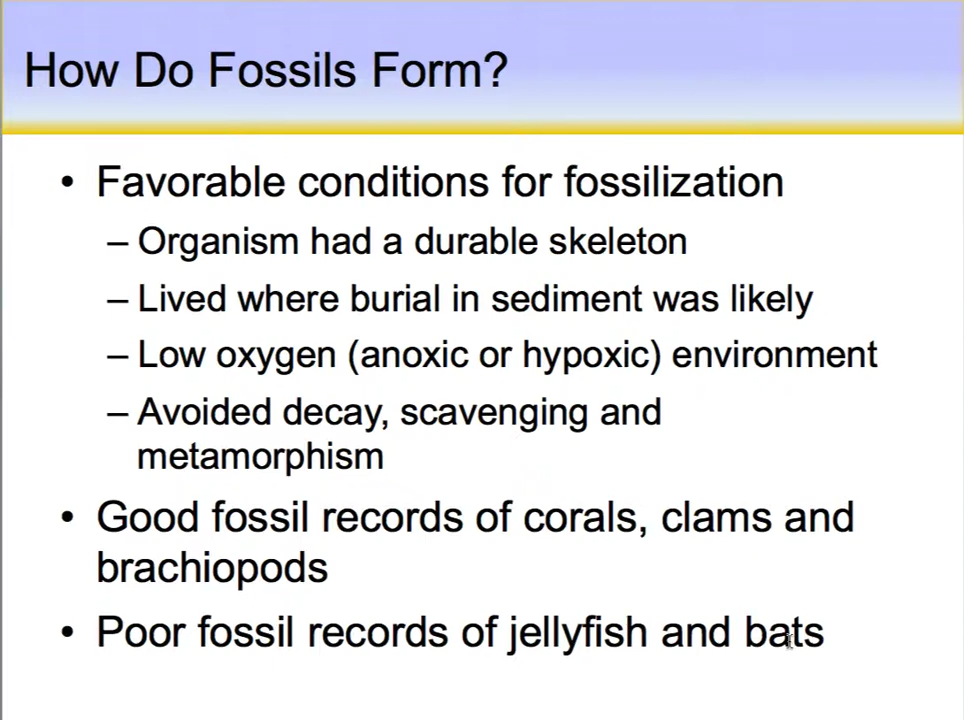 How Do Fossils Form?
• Favorable conditions for fossilization
– Organism had a durable skeleton
– Lived where burial in sediment was likely
– Low oxygen (anoxic or hypoxic) environment
– Avoided decay, scavenging and
metamorphism
• Good fossil records of corals, clams and
brachiopods
• Poor fossil records of jellyfish and bats